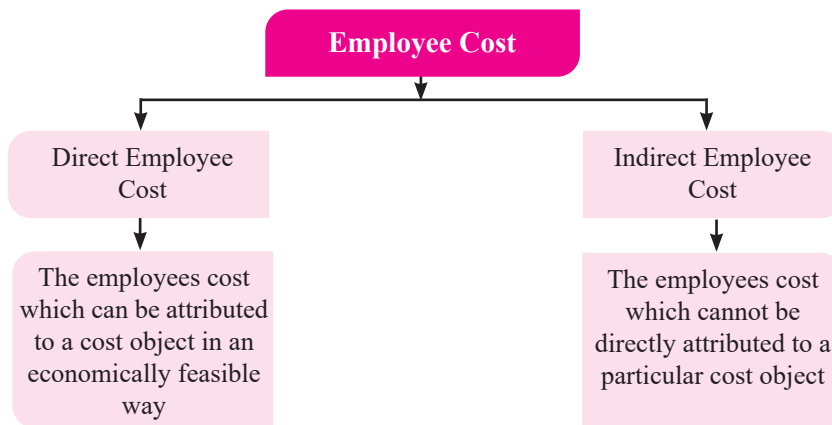 Employee Cost
Direct Employee
Cost
Indirect Employee
Cost
The employees cost
which can be attributed
to a cost object in an
economically feasible
way
The employees cost
which cannot be
directly attributed to a
particular cost object